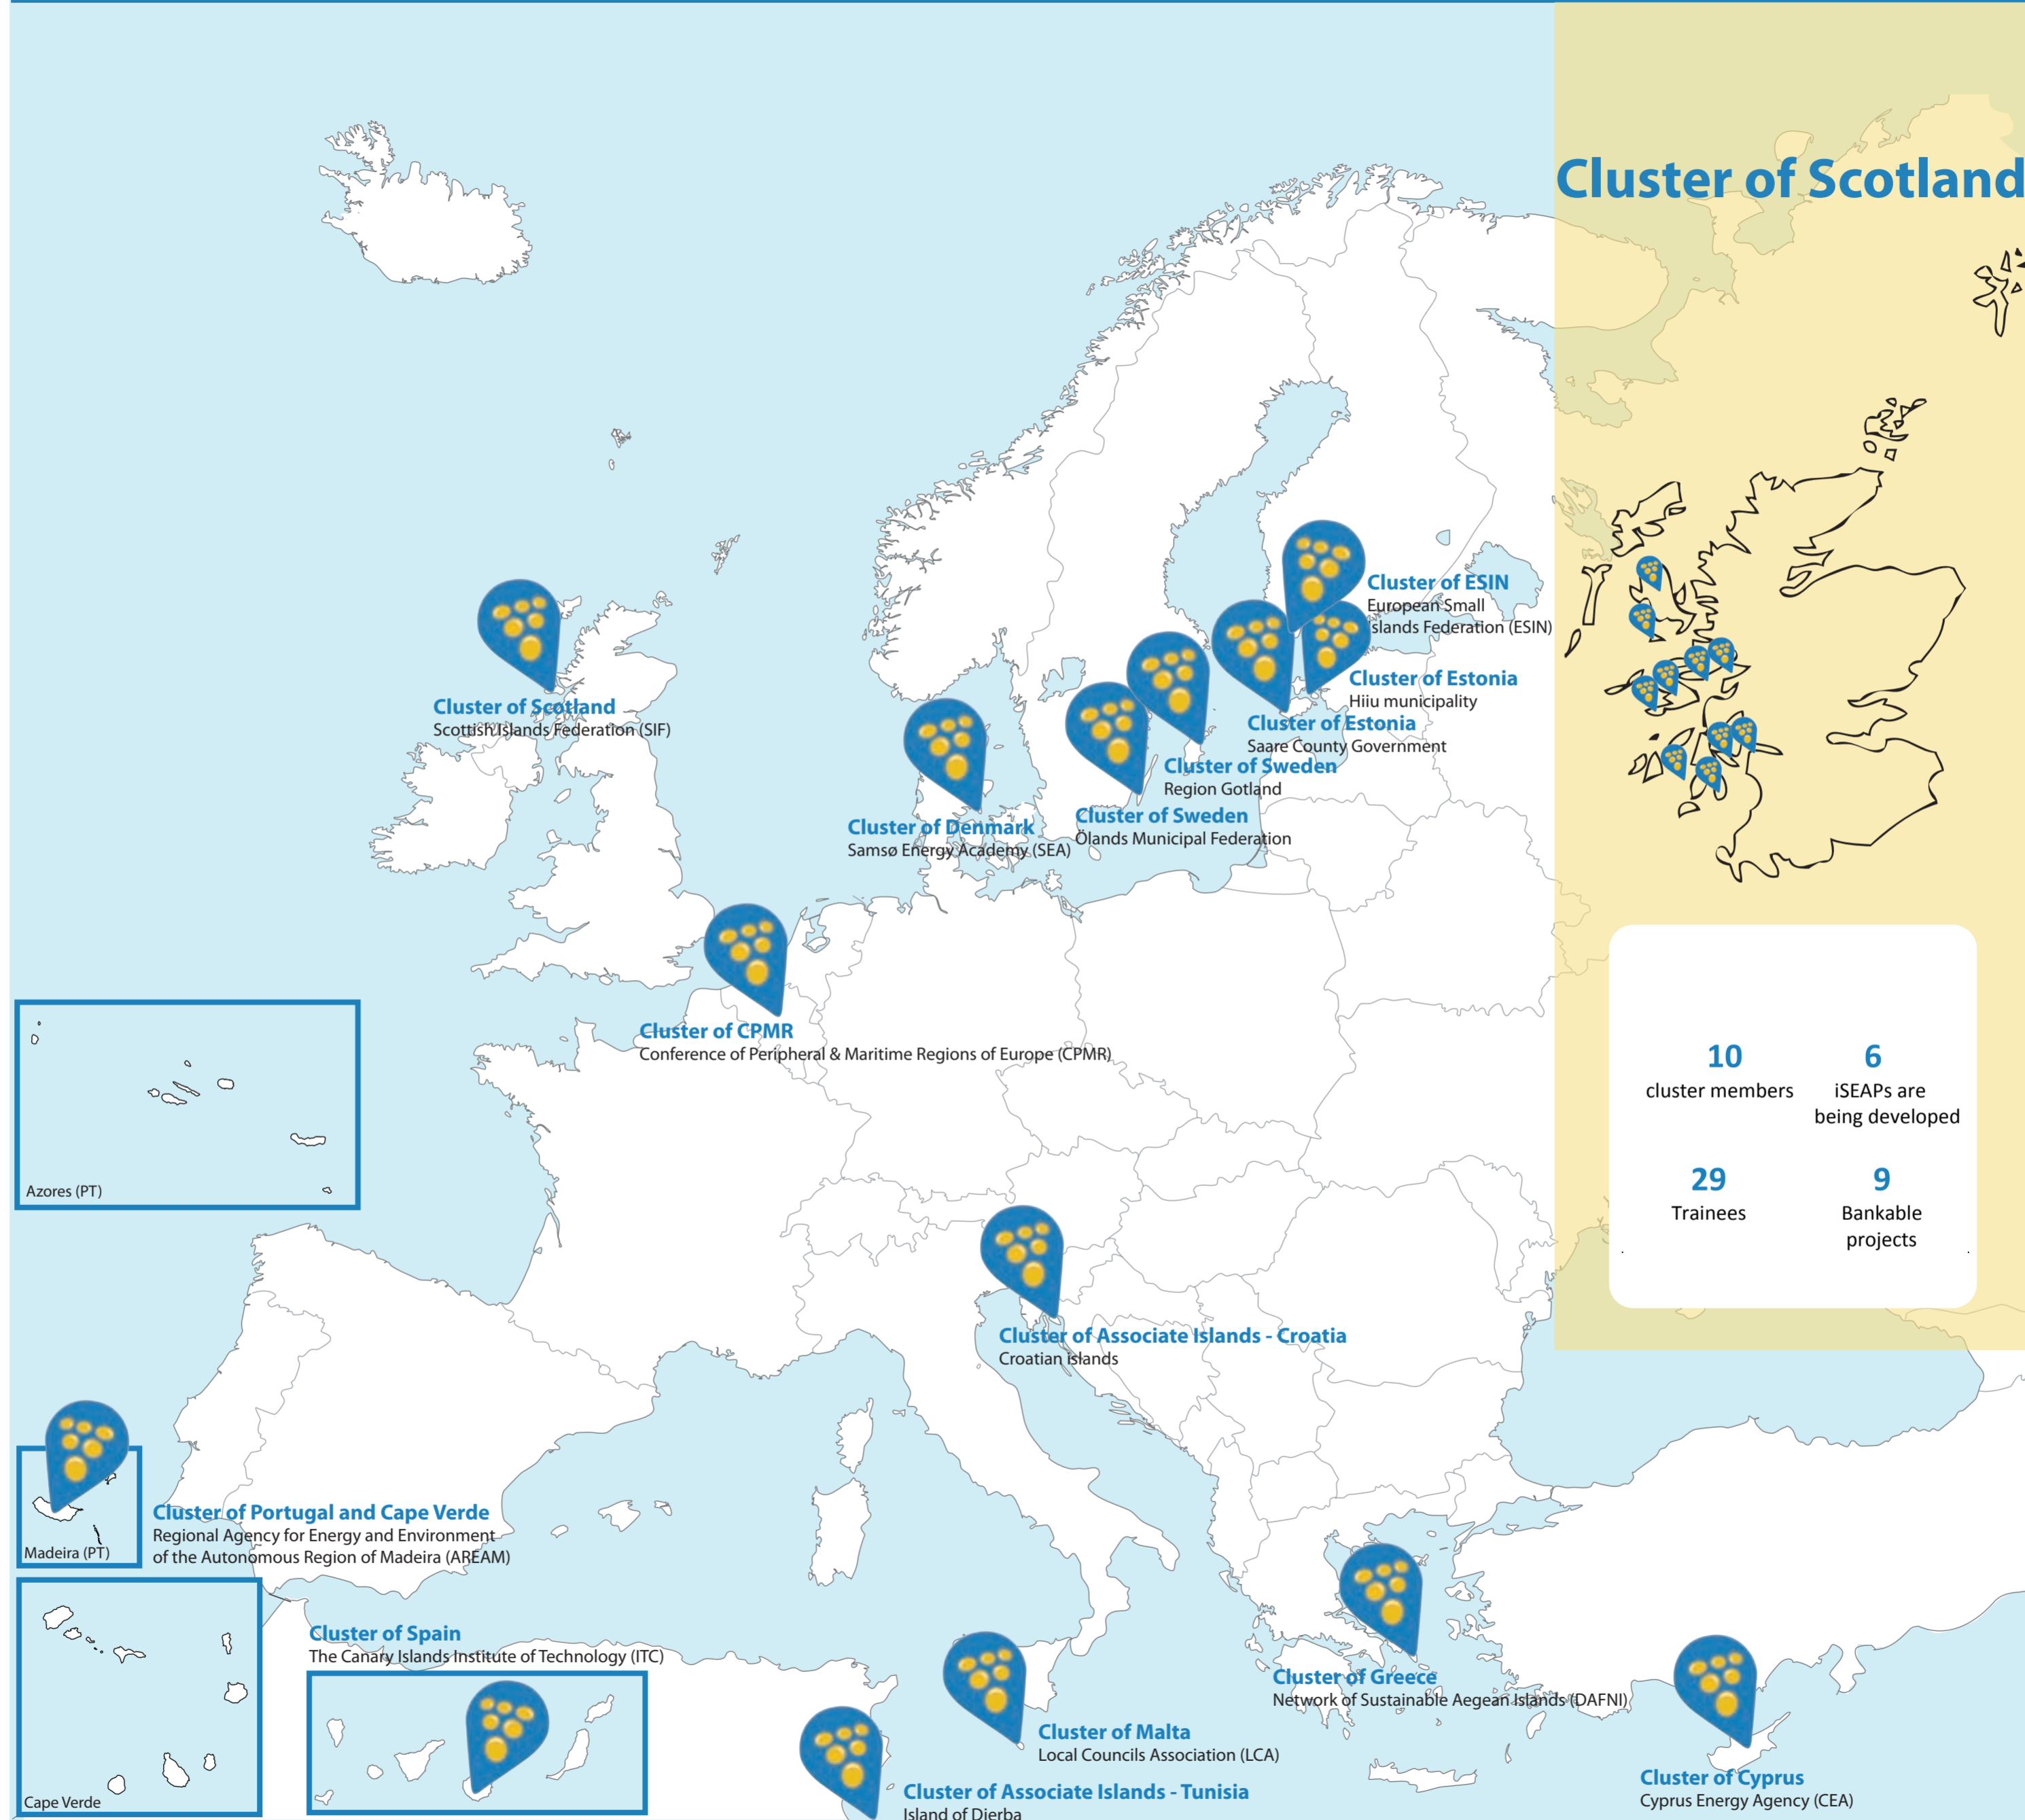 Cluster of Scotland
Cluster of ESIN
European Small
Islands Federation (ESIN)
Cluster of Estonia
Hiiu municipality
Cluster of Estonia
Saare County Government
Cluster of Sweden
Region Gotland
Cluster of Sweden
Ölands Municipal Federation
Cluster of Scotland
Scottish Islands Federation (SIF)
Cluster of Denmark
Samsø Energy Academy (SEA)
Cluster of CPMR
Conference of Peripheral & Maritime Regions of Europe (CPMR)
10
cluster members
6
iSEAPs are
being developed
29
Trainees
9
Bankable
projects
Azores (PT)
Cluster of Associate Islands - Croatia
Croatian islands
Cluster of Portugal and Cape Verde
Regional Agency for Energy and Environment
of the Autonomous Region of Madeira (AREAM)
Madeira (PT)
Cluster of Spain
The Canary Islands Institute of Technology (ITC)
Cluster of Greece
Network of Sustainable Aegean Islands (DAFNI)
Cluster of Malta
Local Councils Association (LCA)
Cluster of Cyprus
Cyprus Energy Agency (CEA)
Cluster of Associate Islands - Tunisia
Island of Djerba
Cape Verde